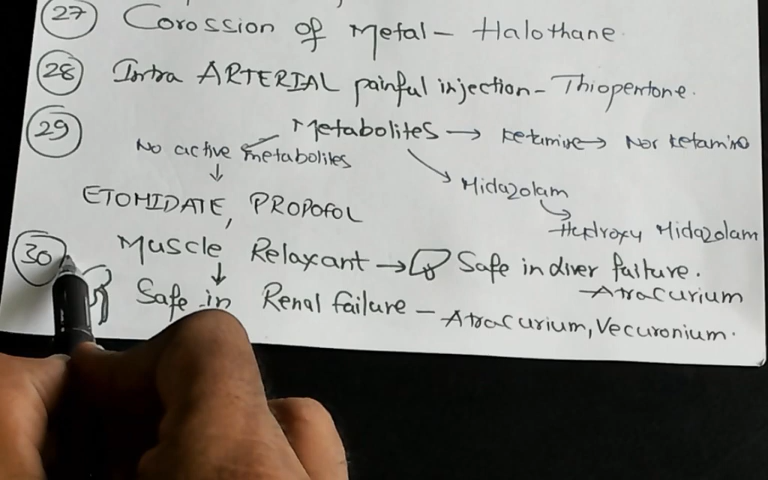 27 Corossion of Metal - Halothane.
28 Intra ARTERIAL painful injection - Thiopentone.
29 Metabolites → Ketamine → Nor ketamine
No active metabolites
↓
ETOMIDATE, PROPOFOL
Midazolam
Hydroxy Midazolam
30 Muscle Relaxant → Safe in liver failure.
Atracurium
↓
Safe in Renal failure - Atracurium, Vecuronium.